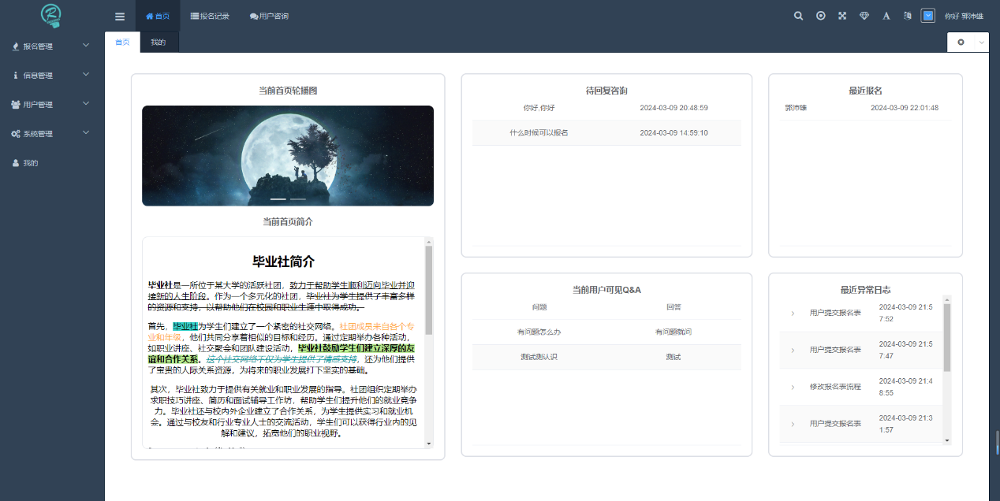 首页
报名记录
用户咨询
你好 郭沛雄
报名管理
信息管理
用户管理
系统管理
我的
首页
我的
当前首页轮播图
当前首页简介
毕业社简介
毕业社是一所位于某大学的活跃社团，致力于帮助学生顺利迈向毕业并迎
接新的人生阶段。作为一个多元化的社团，毕业社为学生提供了丰富多样
的资源和支持，以帮助他们在校园和职业生涯中取得成功。
首先，毕业社为学生们建立了一个紧密的社交网络。社团成员来自各个专
业和年级，他们共同分享着相似的目标和经历。通过定期举办各种活动，
如职业讲座、社交聚会和团队建设活动，毕业社鼓励学生们建立深厚的友
谊和合作关系。这个社交网络不仅为学生提供了情感支持，还为他们提供
了宝贵的人际关系资源，为将来的职业发展打下坚实的基础。
其次，毕业社致力于提供有关就业和职业发展的指导。社团组织定期举办
求职技巧讲座、简历和面试辅导工作坊，帮助学生们提升他们的就业竞争
力。毕业社还与校内外企业建立了合作关系，为学生提供实习和就业机
会。通过与校友和行业专业人士的交流活动，学生们可以获得行业内的见
解和建议，拓宽他们的职业视野。
待回复咨询
你好,你好 2024-03-09 20:48:59
什么时候可以报名 2024-03-09 14:59:10
最近报名
郭沛雄 2024-03-09 22:01:48
当前用户可见Q&A
问题 回答
有问题怎么办 有问题就问
测试测认识 测试
最近异常日志
用户提交报名表 2024-03-09 21:5
7:52
用户提交报名表 2024-03-09 21:5
7:47
修改报名表流程 2024-03-09 21:4
8:55
用户提交报名表 2024-03-09 21:3
1:57